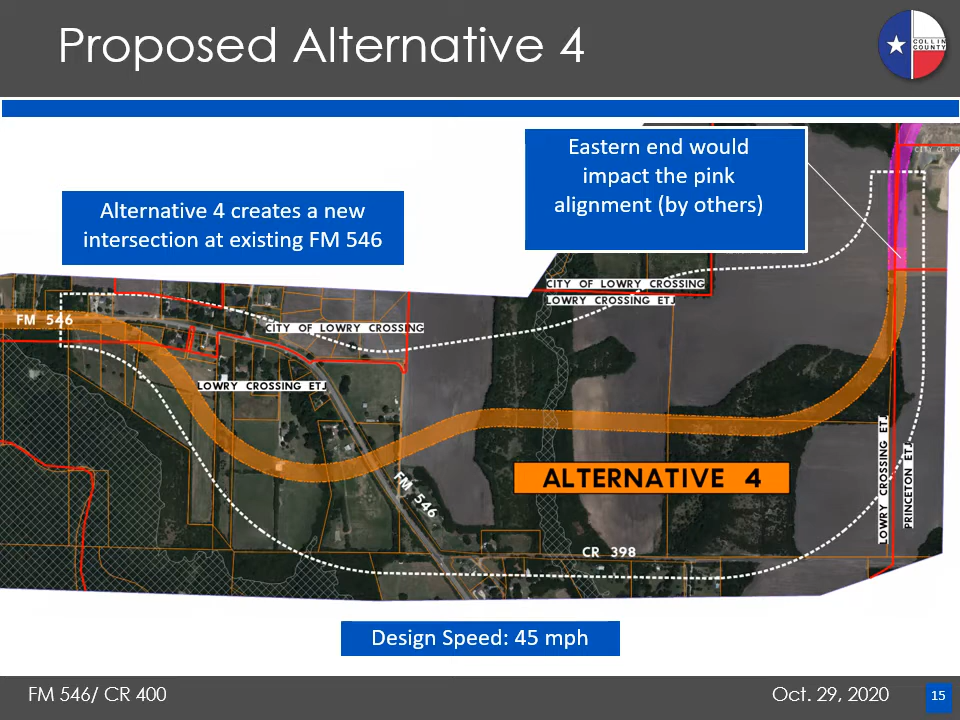 Proposed Alternative 4
COLLIN
COUNTY
Eastern end would
impact the pink
alignment (by others)
Alternative 4 creates a new
intersection at existing FM 546
CITY OF PR
CITY OF LOWRY CROSSING
LOWRY CROSSING ETJ
FM 546
CITY OF LOWRY CROSSING
LOWRY CROSSING ETJ
FM 546
ALTERNATIVE 4
LOWRY CROSSING ETJ
PRINCETON ETJ
CR 398
Design Speed: 45 mph
FM 546/ CR 400
Oct. 29, 2020
15